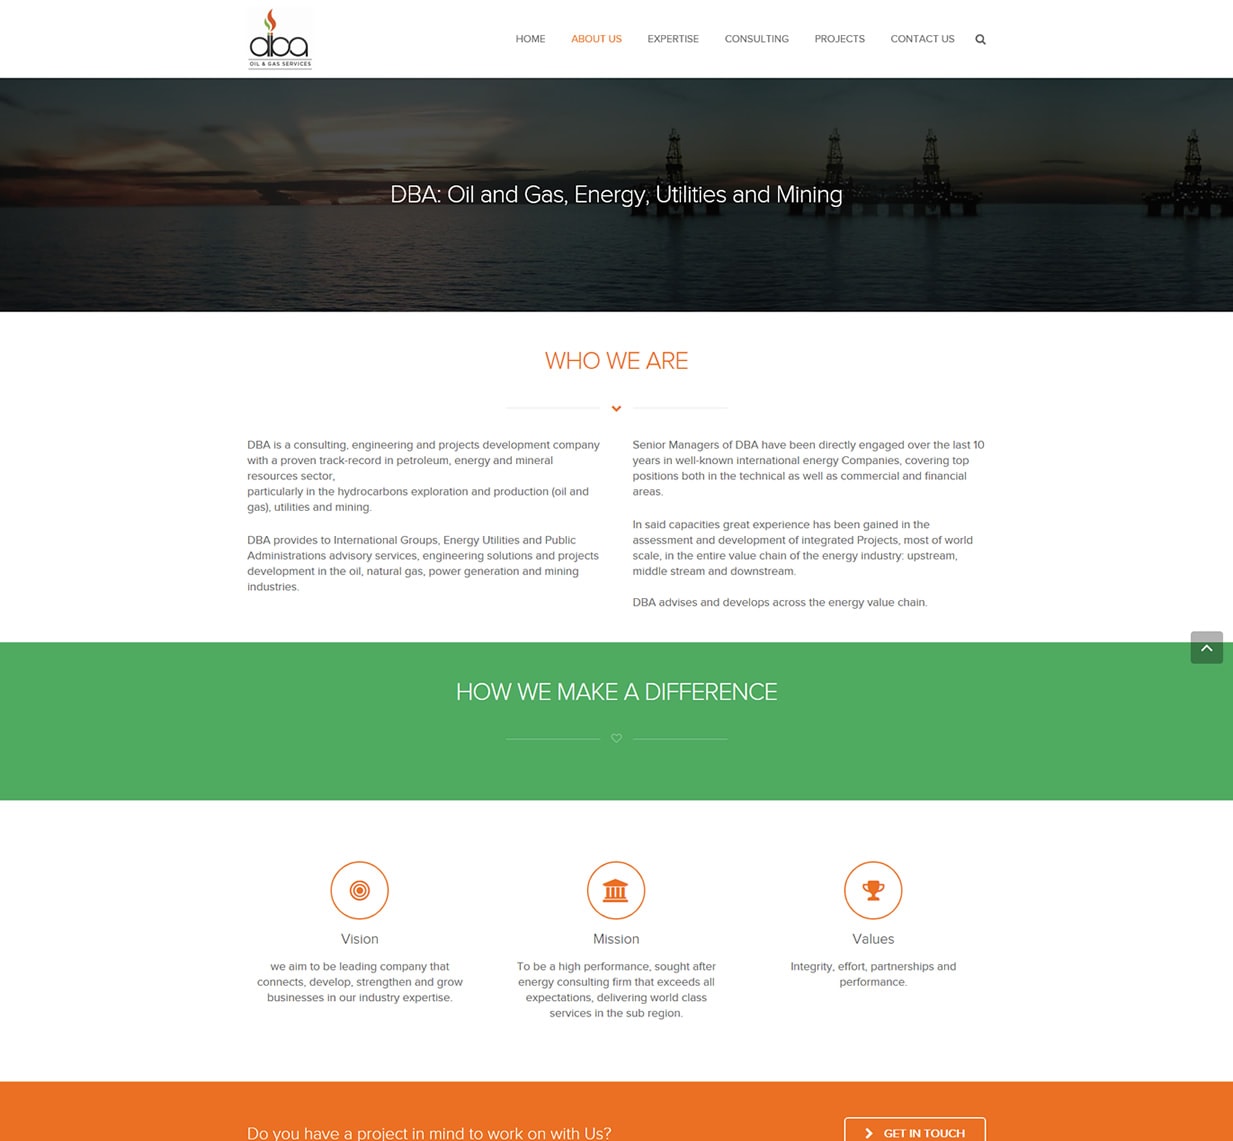 dba
OIL & GAS SERVICES
HOME
ABOUT US
EXPERTISE
CONSULTING
PROJECTS
CONTACT US
DBA: Oil and Gas, Energy, Utilities and Mining
WHO WE ARE
DBA is a consulting, engineering and projects development company
with a proven track-record in petroleum, energy and mineral
resources sector,
particularly in the hydrocarbons exploration and production (oil and
gas), utilities and mining.
DBA provides to International Groups, Energy Utilities and Public
Administrations advisory services, engineering solutions and projects
development in the oil, natural gas, power generation and mining
industries.
Senior Managers of DBA have been directly engaged over the last 10
years in well-known international energy Companies, covering top
positions both in the technical as well as commercial and financial
areas.
In said capacities great experience has been gained in the
assessment and development of integrated Projects, most of world
scale, in the entire value chain of the energy industry: upstream,
middle stream and downstream.
DBA advises and develops across the energy value chain.
HOW WE MAKE A DIFFERENCE
Vision
we aim to be leading company that
connects, develop, strengthen and grow
businesses in our industry expertise.
Mission
To be a high performance, sought after
energy consulting firm that exceeds all
expectations, delivering world class
services in the sub region.
Values
Integrity, effort, partnerships and
performance.
Do you have a project in mind to work on with Us?
GET IN TOUCH